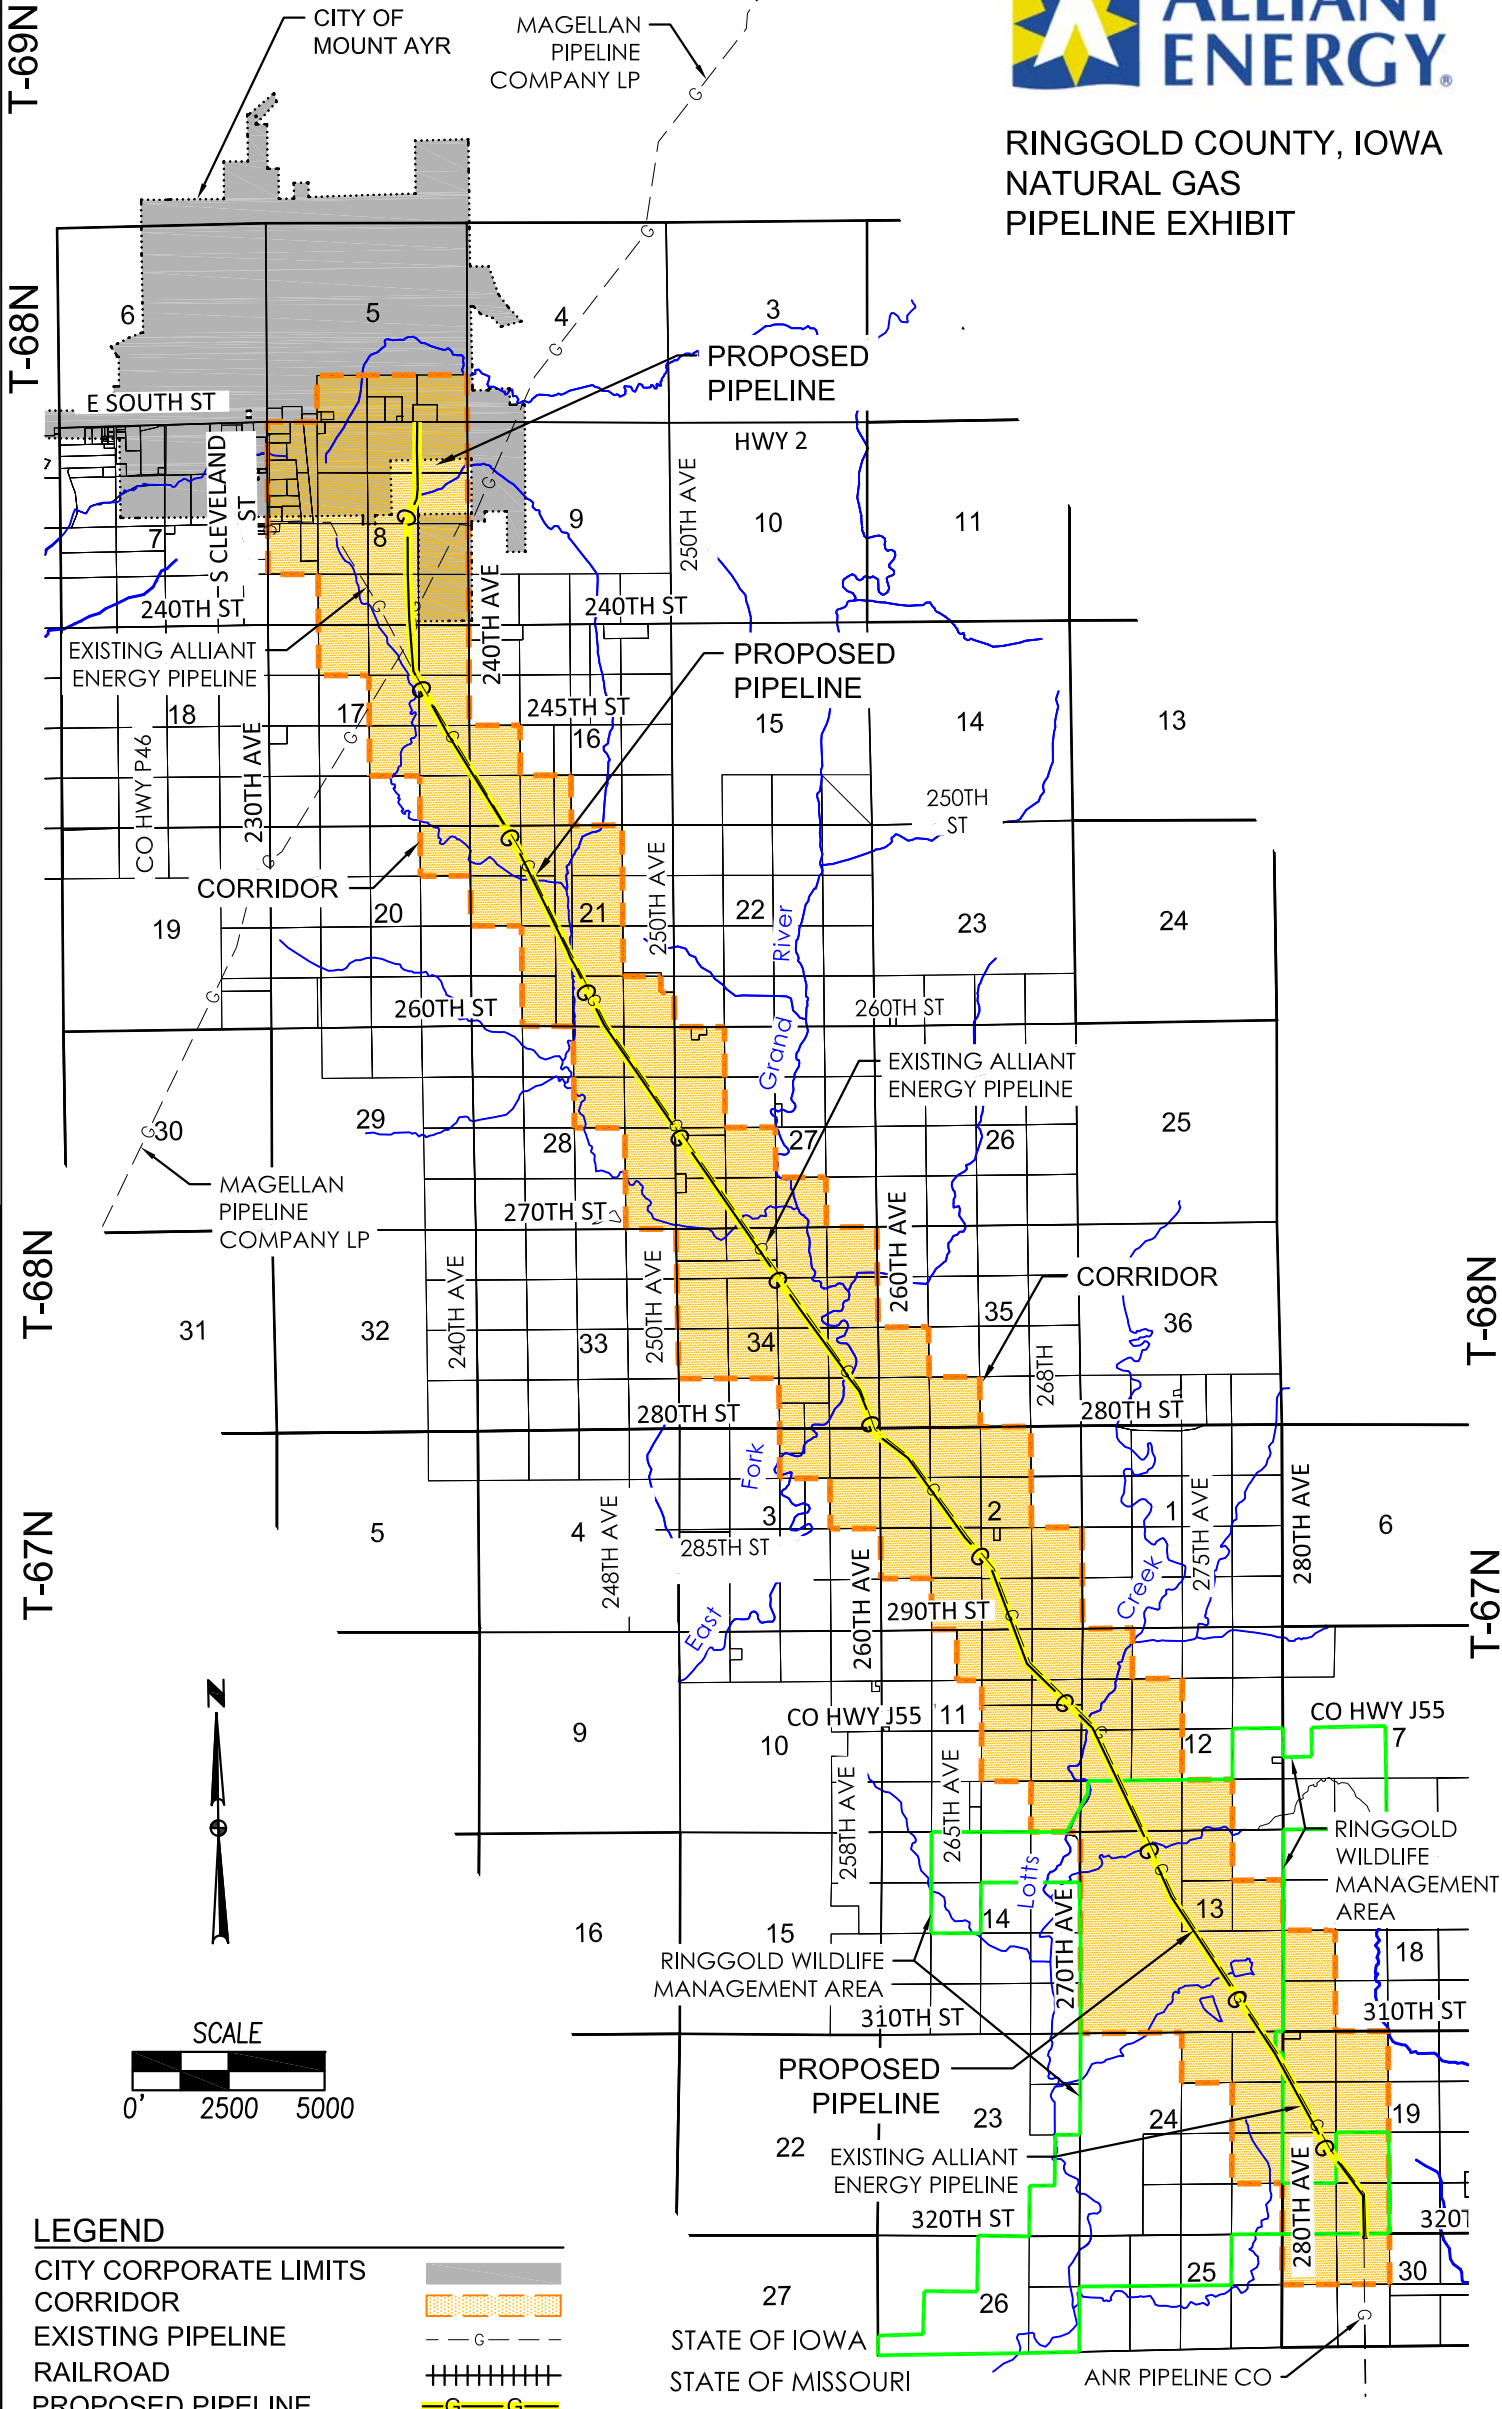 T-69N
CITY OF
MOUNT AYR
MAGELLAN
PIPELINE
COMPANY LP
ALLIANT
ENERGY®
RINGGOLD COUNTY, IOWA
NATURAL GAS
PIPELINE EXHIBIT
G
G
T-68N
6
5
4
3
G
PROPOSED
PIPELINE
E SOUTH ST
HWY 2
S CLEVELAND
ST
250TH AVE
G
7
8
G
9
10
11
240TH ST
240TH AVE
240TH ST
G
EXISTING ALLIANT
ENERGY PIPELINE
PROPOSED
PIPELINE
G
18
17
245TH ST
16
15
14
13
G
G
CO HWY P46
230TH AVE
250TH
ST
G
G
G
CORRIDOR
250TH AVE
19
20
21
22
River
23
24
G
G
G
260TH ST
260TH ST
Grand
EXISTING ALLIANT
ENERGY PIPELINE
30
G
29
28
G
G
27
26
25
MAGELLAN
PIPELINE
COMPANY LP
270TH ST
260TH AVE
T-68N
240TH AVE
250TH AVE
G
G
CORRIDOR
T-68N
31
32
33
34
35
36
G
268TH
280TH ST
G
280TH ST
Fork
T-67N
5
4
248TH AVE
3
285TH ST
G
2
G
1
275TH AVE
280TH AVE
6
T-67N
East
260TH AVE
290TH ST
G
Creek
N
9
10
CO HWY J55
11
G
G
12
CO HWY J55
7
258TH AVE
265TH AVE
RINGGOLD
WILDLIFE
MANAGEMENT
AREA
G
G
Lotts
16
15
14
270TH AVE
13
18
RINGGOLD WILDLIFE
MANAGEMENT AREA
G
310TH ST
310TH ST
SCALE
0'
2500
5000
PROPOSED
PIPELINE
22
23
24
19
G
G
EXISTING ALLIANT
ENERGY PIPELINE
280TH AVE
320TH ST
320T
LEGEND
CITY CORPORATE LIMITS
CORRIDOR
EXISTING PIPELINE
G
RAILROAD
PROPOSED PIPELINE
G
G
27
26
25
30
G
STATE OF IOWA
STATE OF MISSOURI
ANR PIPELINE CO